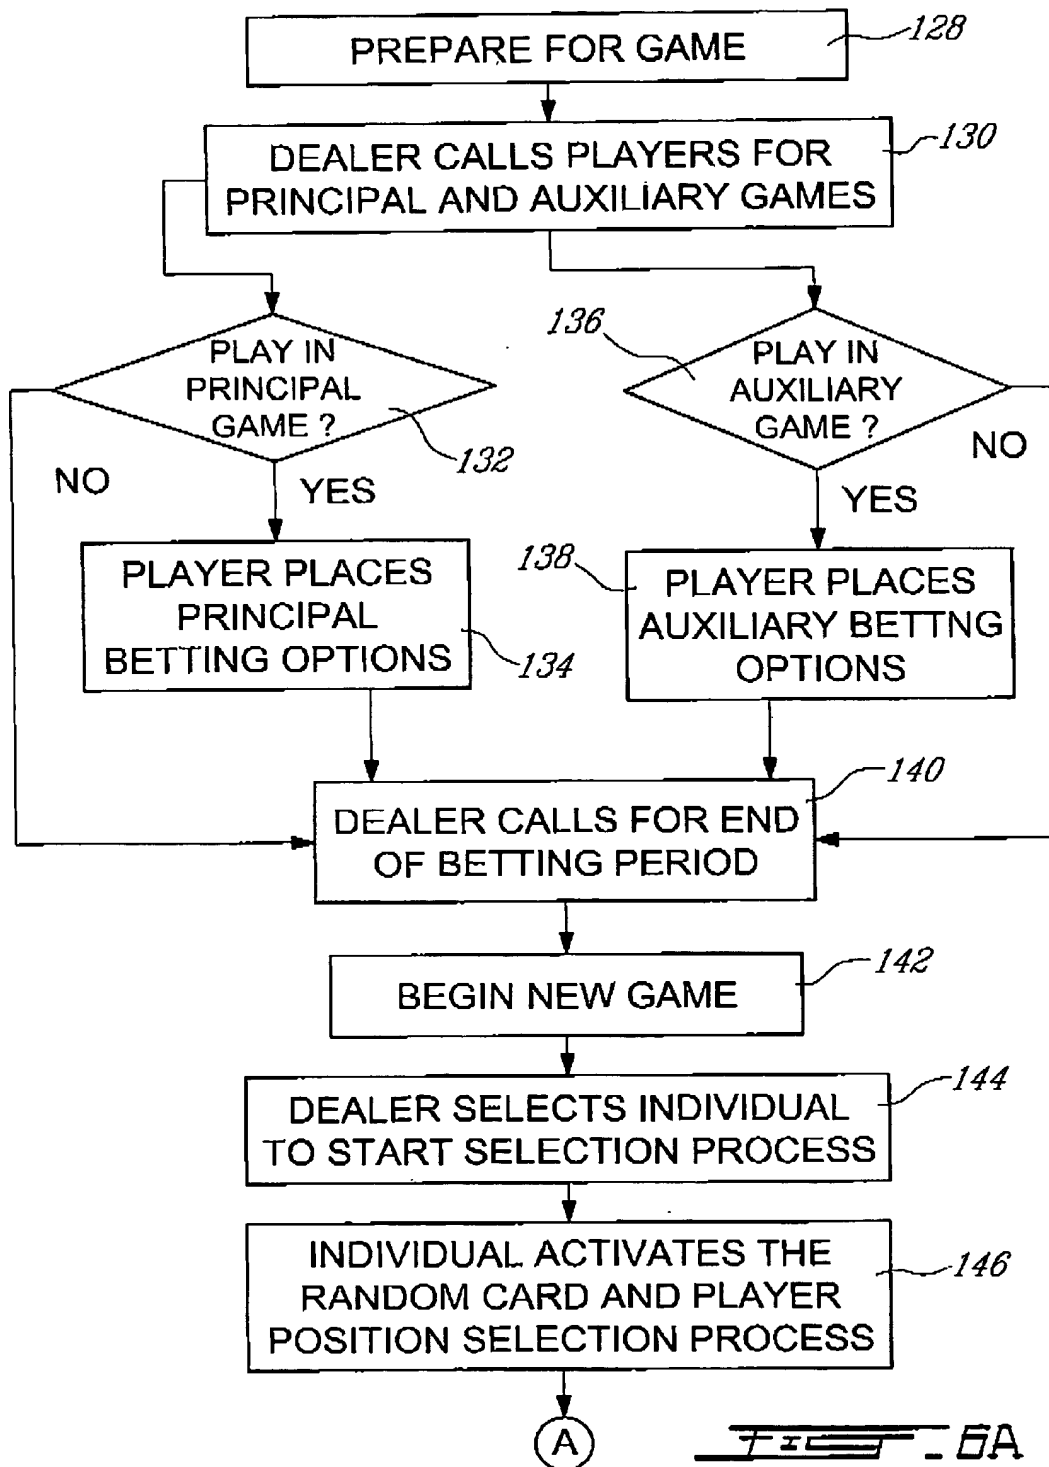 PREPARE FOR GAME
128
DEALER CALLS PLAYERS FOR
PRINCIPAL AND AUXILIARY GAMES
130
PLAY IN
PRINCIPAL
GAME ?
132
NO
YES
136
PLAY IN
AUXILIARY
GAME ?
NO
YES
PLAYER PLACES
PRINCIPAL
BETTING OPTIONS
134
138
PLAYER PLACES
AUXILIARY BETTNG
OPTIONS
DEALER CALLS FOR END
OF BETTING PERIOD
140
BEGIN NEW GAME
142
DEALER SELECTS INDIVIDUAL
TO START SELECTION PROCESS
144
INDIVIDUAL ACTIVATES THE
RANDOM CARD AND PLAYER
POSITION SELECTION PROCESS
146
A
FIG. 6A